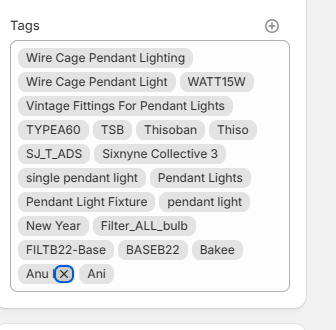 Tags
Wire Cage Pendant Lighting
Wire Cage Pendant Light WATT15W
Vintage Fittings For Pendant Lights
TYPEA60 TSB Thisoban Thiso
SJ_T_ADS Sixnyne Collective 3
single pendant light Pendant Lights
Pendant Light Fixture pendant light
New Year Filter_ALL_bulb
FILTB22-Base BASEB22 Bakee
Anu Ani